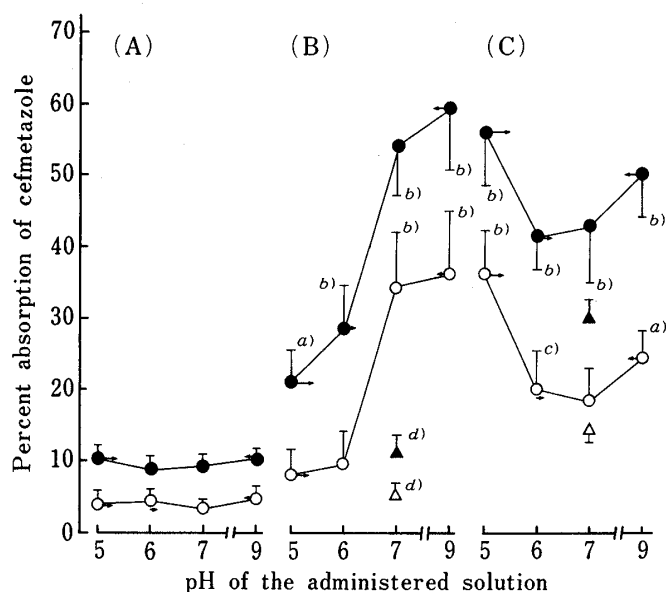 Percent absorption of cefmetazole
70
60
50
40
30
20
10
0
(A) (B) (C)
a)
b)
b)
b)
b)
b)
d)
d)
b)
b)
b)
b)
b)
c)
a)
5 6 7 9 5 6 7 9 5 6 7 9
pH of the administered solution